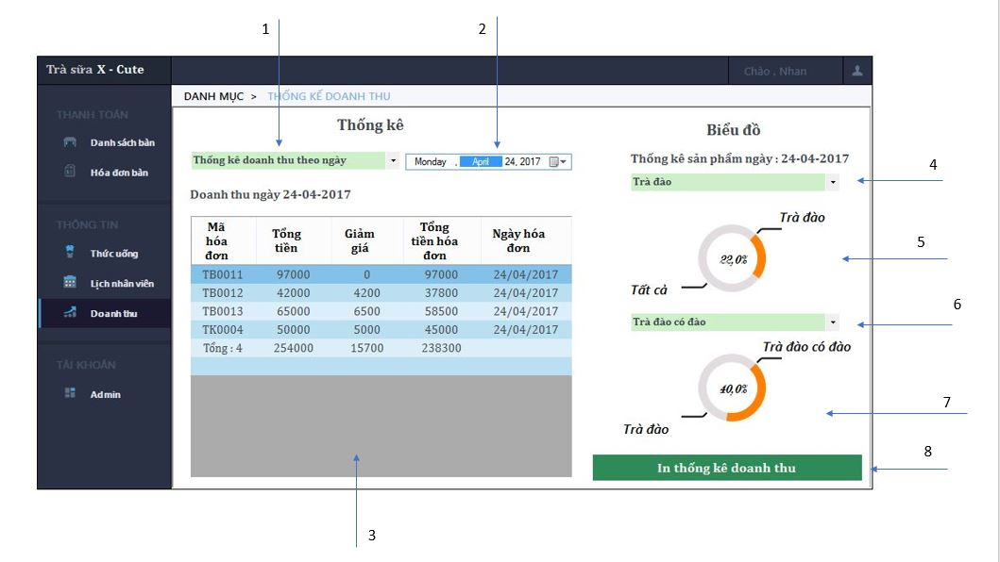 1
2
Trà sữa X - Cute
Chào , Nhan
DANH MỤC > THỐNG KÊ DOANH THU
THANH TOÁN
Danh sách bàn
Hóa đơn bàn
THÔNG TIN
Thức uống
Lịch nhân viên
Doanh thu
TÀI KHOẢN
Admin
Thống kê
Thống kê doanh thu theo ngày
Monday , April 24, 2017
Doanh thu ngày 24-04-2017
Mã hóa đơn Tổng tiền Giảm giá Tổng tiền hóa đơn Ngày hóa đơn
TB0011 97000 0 97000 24/04/2017
TB0012 42000 4200 37800 24/04/2017
TB0013 65000 6500 58500 24/04/2017
TK0004 50000 5000 45000 24/04/2017
Tổng : 4 254000 15700 238300
3
Biểu đồ
Thống kê sản phẩm ngày : 24-04-2017
Trà đào
4
Trà đào
22,0%
Tất cả
5
Trà đào có đào
6
Trà đào có đào
40,0%
Trà đào
7
In thống kê doanh thu
8